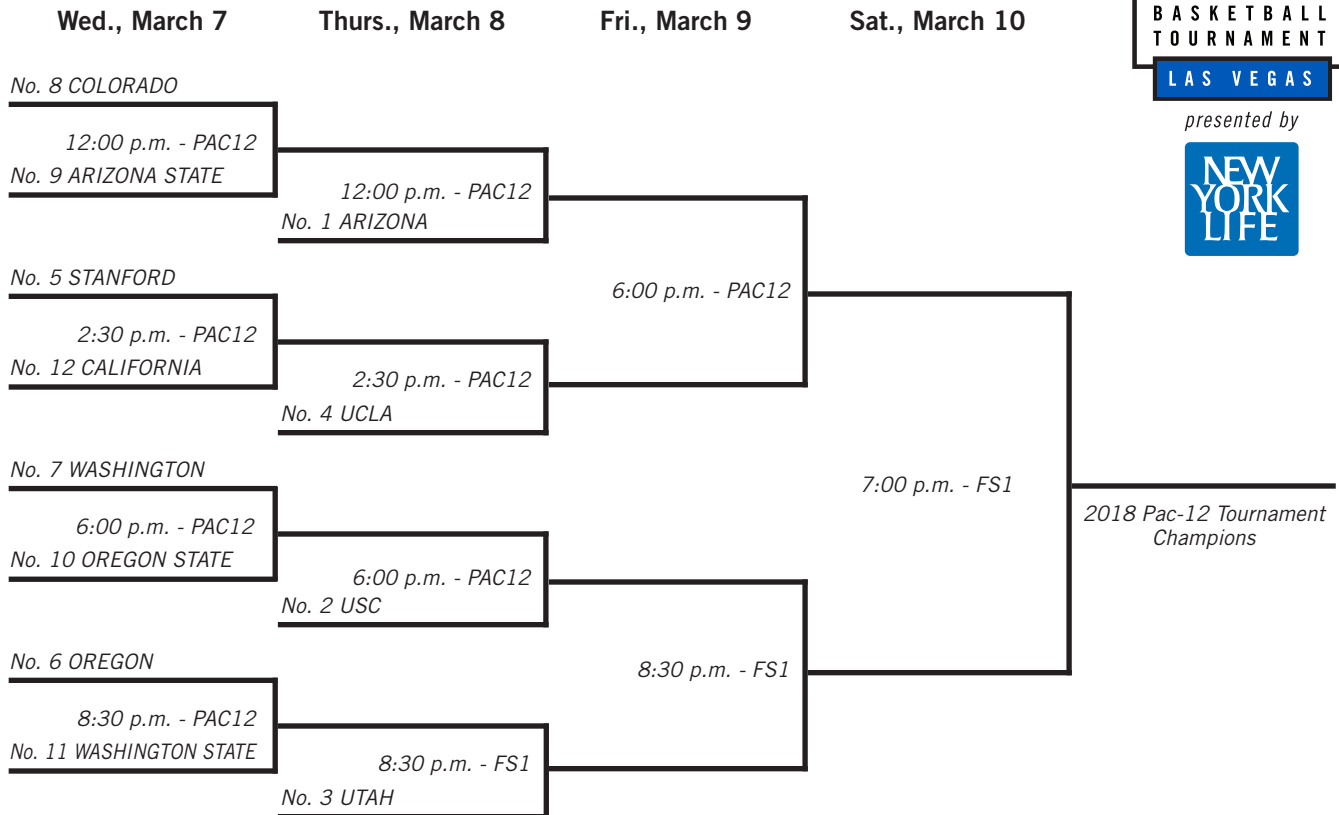 Wed., March 7
Thurs., March 8
Fri., March 9
Sat., March 10
BASKETBALL
TOURNAMENT
LAS VEGAS
presented by
NEW
YORK
LIFE
No. 8 COLORADO
12:00 p.m. - PAC12
No. 9 ARIZONA STATE
12:00 p.m. - PAC12
No. 1 ARIZONA
No. 5 STANFORD
2:30 p.m. - PAC12
No. 12 CALIFORNIA
2:30 p.m. - PAC12
No. 4 UCLA
6:00 p.m. - PAC12
No. 7 WASHINGTON
6:00 p.m. - PAC12
No. 10 OREGON STATE
6:00 p.m. - PAC12
No. 2 USC
No. 6 OREGON
8:30 p.m. - PAC12
No. 11 WASHINGTON STATE
8:30 p.m. - FS1
No. 3 UTAH
8:30 p.m. - FS1
7:00 p.m. - FS1
2018 Pac-12 Tournament
Champions